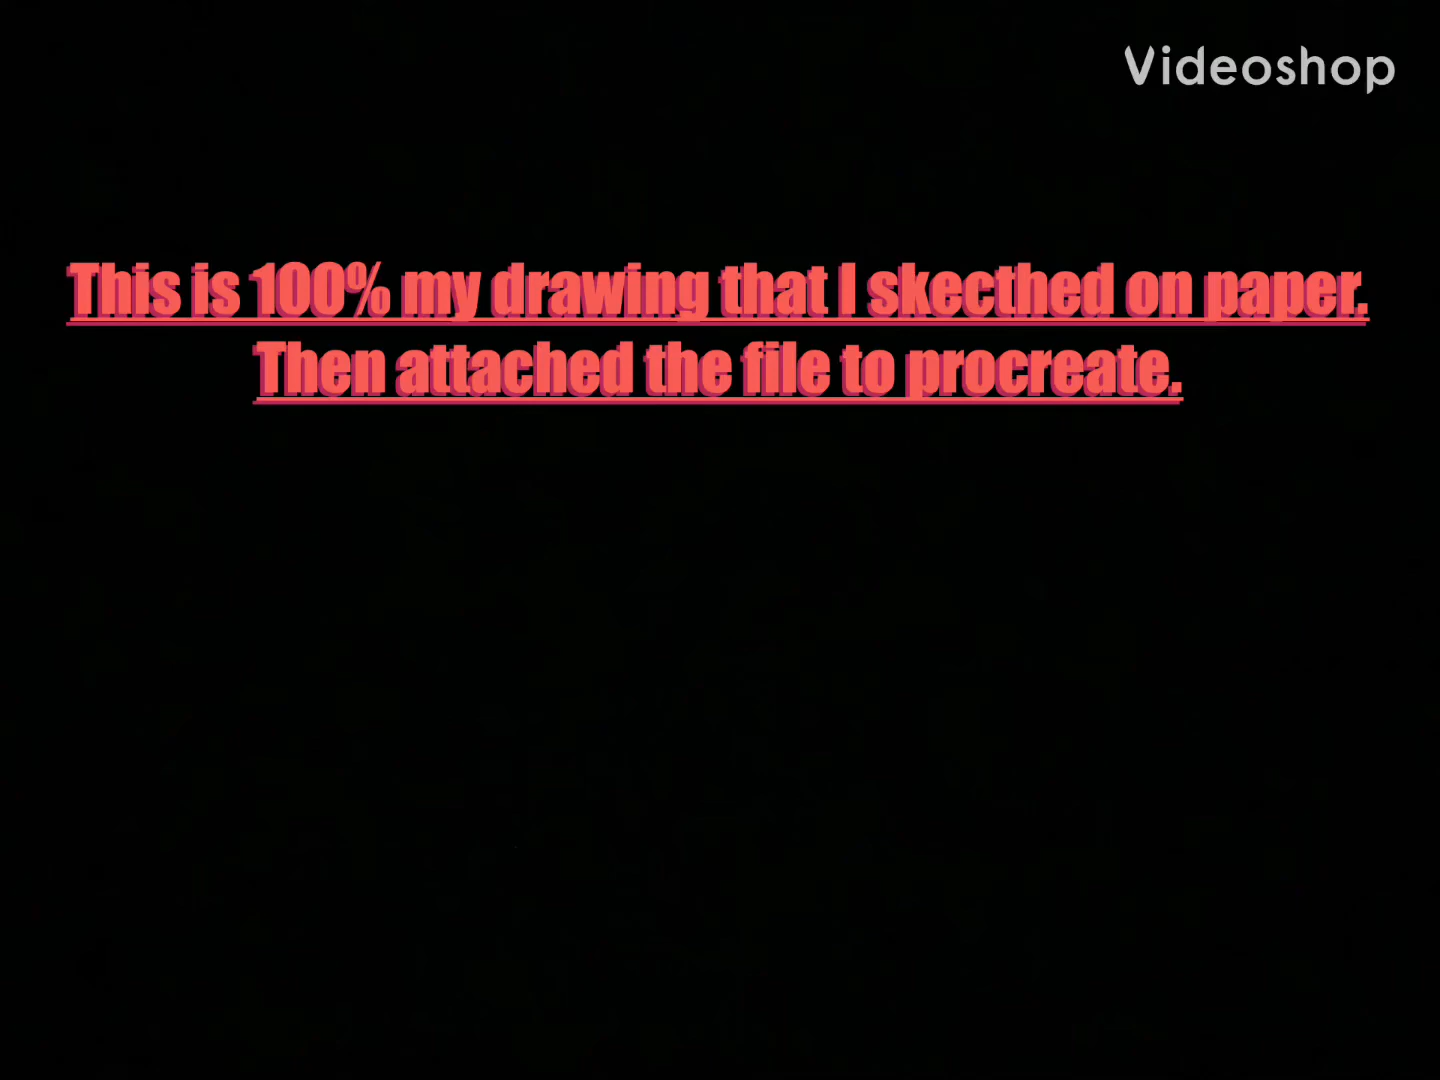 Videoshop
This is 100% my drawing that I skecthed on paper.
Then attached the file to procreate.